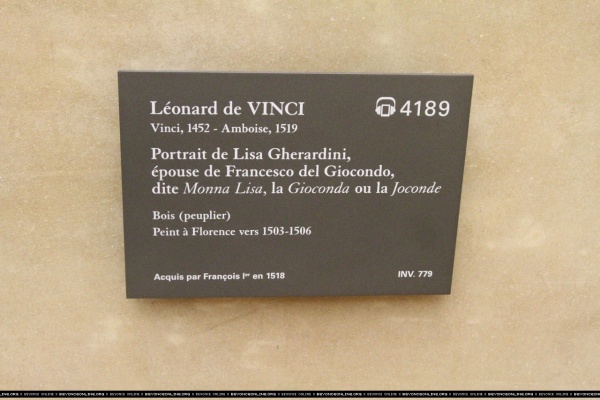 Léonard de VINCI
4189
Vinci, 1452 - Amboise, 1519
Portrait de Lisa Gherardini,
épouse de Francesco del Giocondo,
dite Monna Lisa, la Gioconda ou la Joconde
Bois (peuplier)
Peint à Florence vers 1503-1506
Acquis par François Ier en 1518
INV. 779